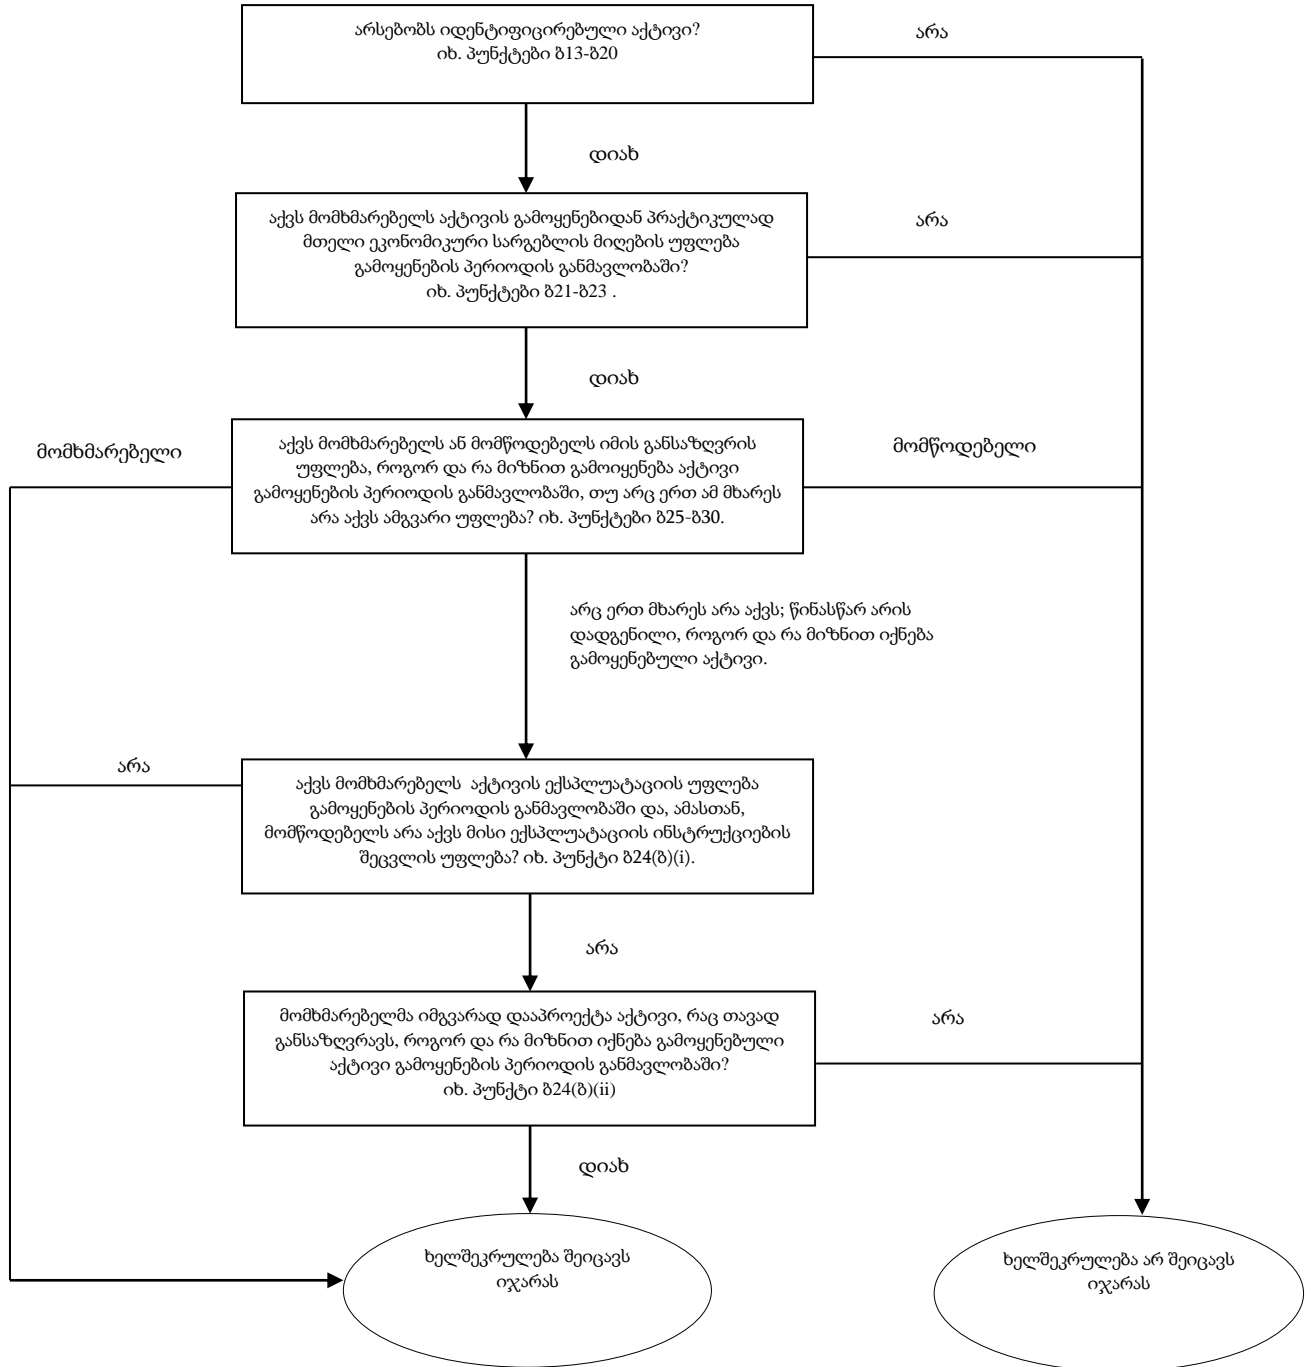 არსებობს იდენტიფიცირებული აქტივი?
იხ. პუნქტები ბ13-ბ20
არა
დიახ
აქვს მომხმარებელს აქტივის გამოყენებიდან პრაქტიკულად
მთელი ეკონომიკური სარგებლის მიღების უფლება
გამოყენების პერიოდის განმავლობაში?
იხ. პუნქტები ბ21-ბ23 .
არა
დიახ
მომხმარებელი
აქვს მომხმარებელს ან მომწოდებელს იმის განსაზღვრის
უფლება, როგორ და რა მიზნით გამოიყენება აქტივი
გამოყენების პერიოდის განმავლობაში, თუ არც ერთ ამ მხარეს
არა აქვს ამგვარი უფლება? იხ. პუნქტები ბ25-ბ30.
მომწოდებელი
არც ერთ მხარეს არა აქვს; წინასწარ არის
დადგენილი, როგორ და რა მიზნით იქნება
გამოყენებული აქტივი.
არა
აქვს მომხმარებელს აქტივის ექსპლუატაციის უფლება
გამოყენების პერიოდის განმავლობაში და, ამასთან,
მომწოდებელს არა აქვს მისი ექსპლუატაციის ინსტრუქციების
შეცვლის უფლება? იხ. პუნქტი ბ24(ბ)(i).
არა
მომხმარებელმა იმგვარად დააპროექტა აქტივი, რაც თავად
განსაზღვრავს, როგორ და რა მიზნით იქნება გამოყენებული
აქტივი გამოყენების პერიოდის განმავლობაში?
იხ. პუნქტი ბ24(ბ)(ii)
არა
დიახ
ხელშეკრულება შეიცავს
იჯარას
ხელშეკრულება არ შეიცავს
იჯარას